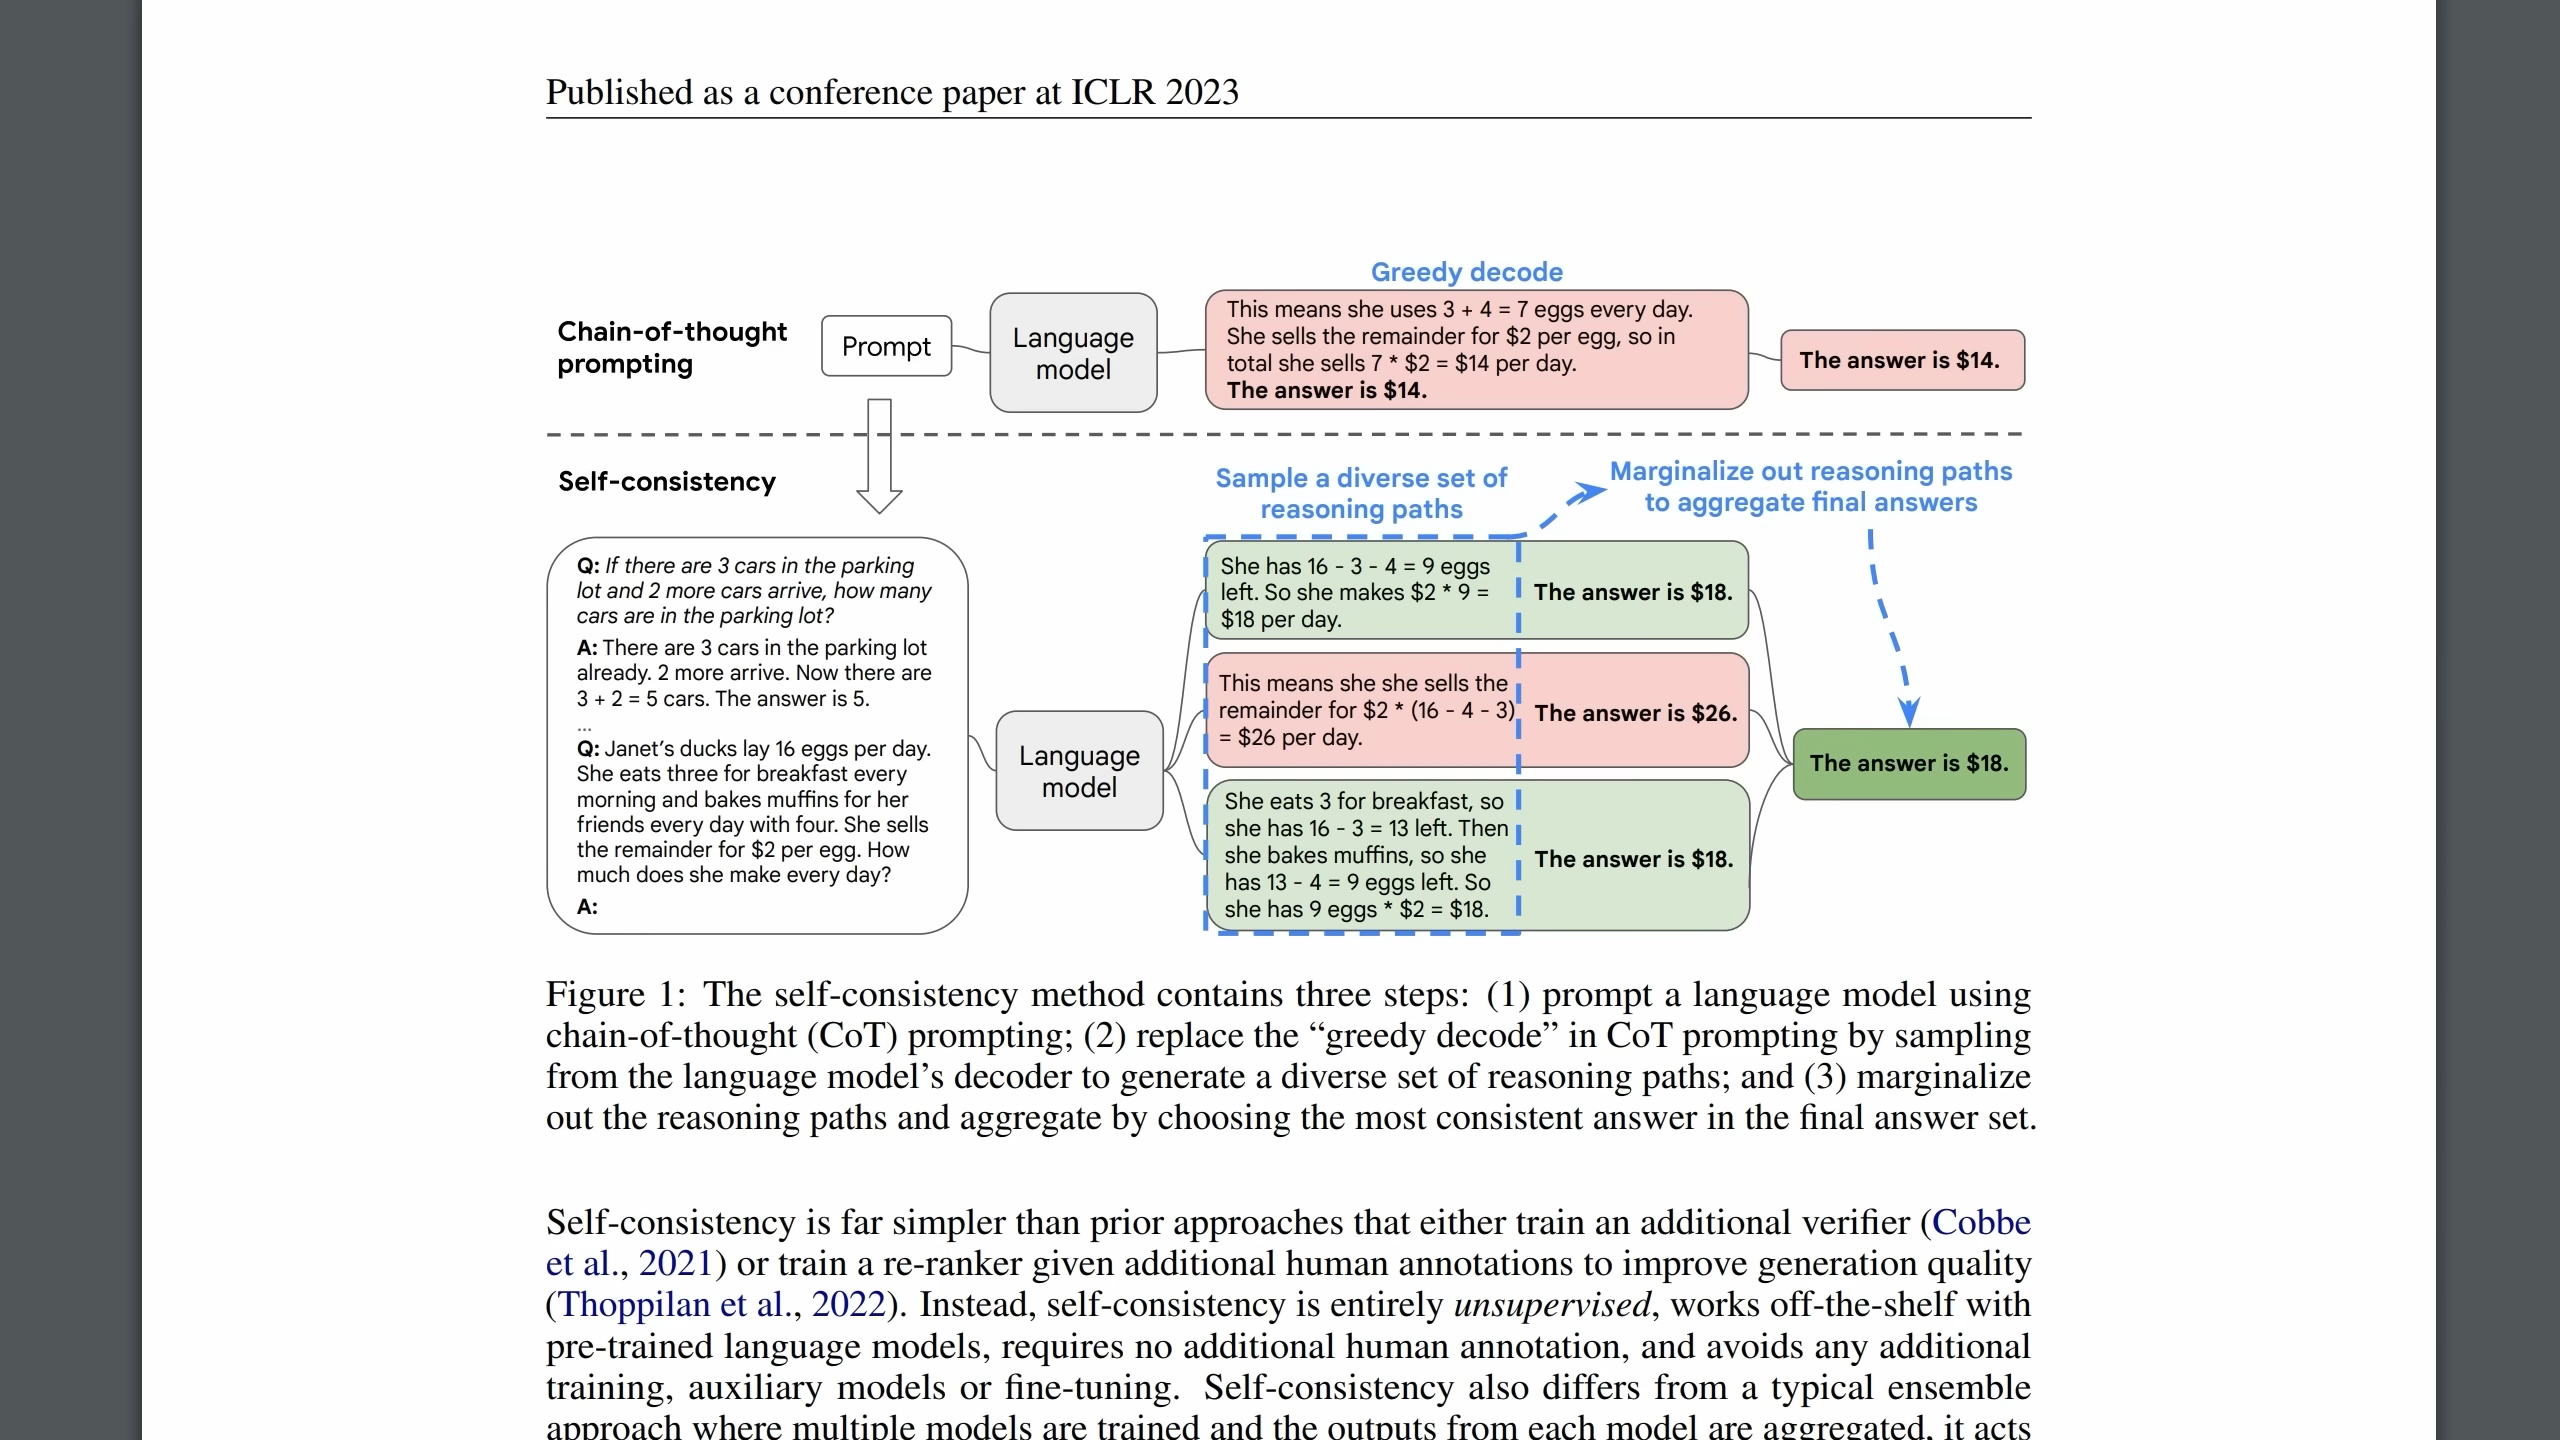 Published as a conference paper at ICLR 2023
Greedy decode
Chain-of-thought
prompting
Prompt
Language
model
This means she uses 3 + 4 = 7 eggs every day.
She sells the remainder for $2 per egg, so in
total she sells 7 * $2 = $14 per day.
The answer is $14.
The answer is $14.
Self-consistency
Sample a diverse set of
reasoning paths
Marginalize out reasoning paths
to aggregate final answers
Q: If there are 3 cars in the parking
lot and 2 more cars arrive, how many
cars are in the parking lot?
A: There are 3 cars in the parking lot
already. 2 more arrive. Now there are
3 + 2 = 5 cars. The answer is 5.
...
Q: Janet's ducks lay 16 eggs per day.
She eats three for breakfast every
morning and bakes muffins for her
friends every day with four. She sells
the remainder for $2 per egg. How
much does she make every day?
A:
Language
model
She has 16 - 3 - 4 = 9 eggs
left. So she makes $2 * 9 =
$18 per day.
The answer is $18.
This means she she sells the
remainder for $2 * (16 - 4 - 3)
= $26 per day.
The answer is $26.
She eats 3 for breakfast, so
she has 16 - 3 = 13 left. Then
she bakes muffins, so she
has 13 - 4 = 9 eggs left. So
she has 9 eggs * $2 = $18.
The answer is $18.
The answer is $18.
Figure 1: The self-consistency method contains three steps: (1) prompt a language model using
chain-of-thought (CoT) prompting; (2) replace the “greedy decode” in CoT prompting by sampling
from the language model’s decoder to generate a diverse set of reasoning paths; and (3) marginalize
out the reasoning paths and aggregate by choosing the most consistent answer in the final answer set.
Self-consistency is far simpler than prior approaches that either train an additional verifier (Cobbe
et al., 2021) or train a re-ranker given additional human annotations to improve generation quality
(Thoppilan et al., 2022). Instead, self-consistency is entirely unsupervised, works off-the-shelf with
pre-trained language models, requires no additional human annotation, and avoids any additional
training, auxiliary models or fine-tuning. Self-consistency also differs from a typical ensemble
approach where multiple models are trained and the outputs from each model are aggregated, it acts